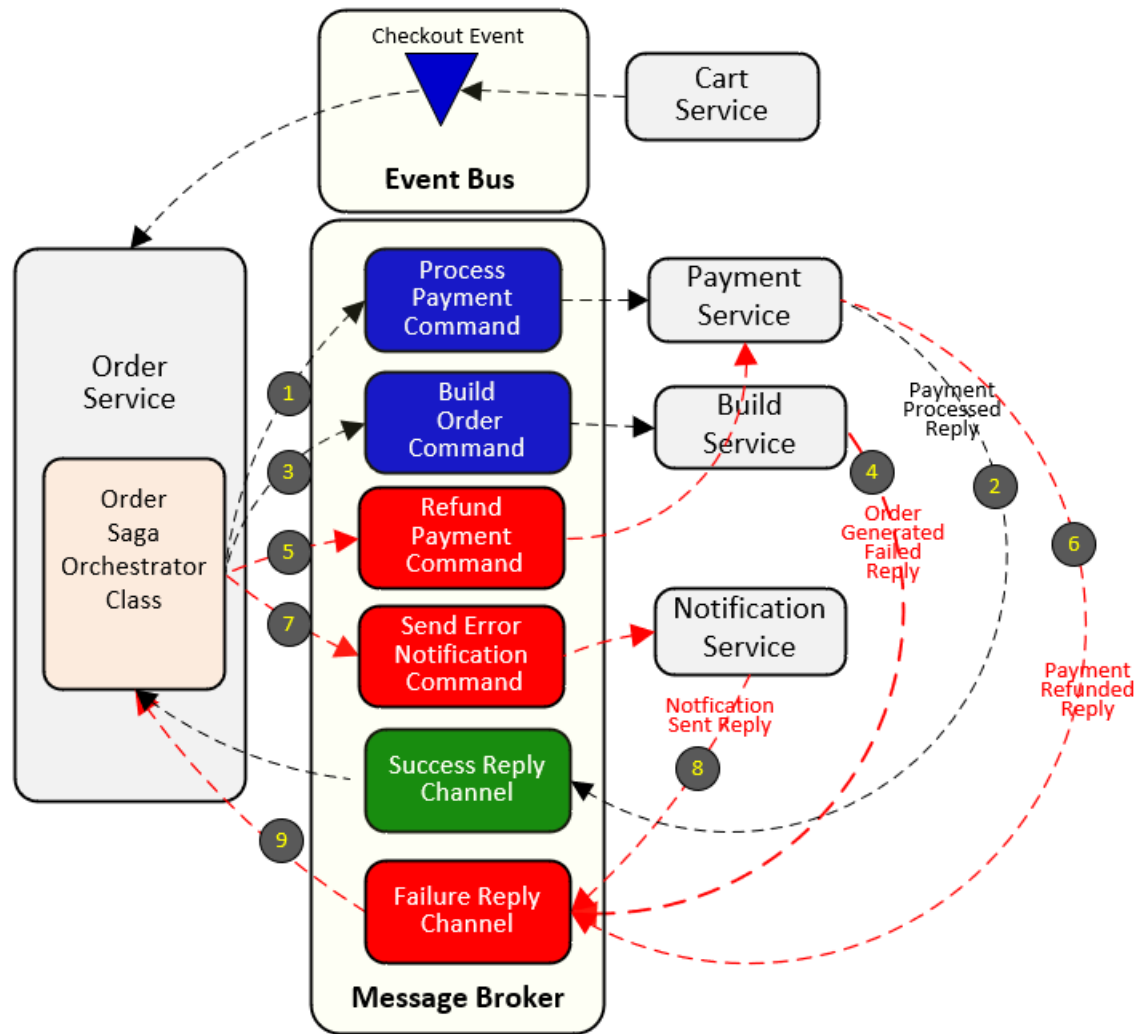 Checkout Event
Event Bus
Cart
Service
Order
Service
Order
Saga
Orchestrator
Class
Process
Payment
Command
Build
Order
Command
Refund
Payment
Command
Send Error
Notification
Command
Success Reply
Channel
Failure Reply
Channel
Message Broker
Payment
Service
Build
Service
Notification
Service
1
3
5
7
9
Payment
Processed
Reply
2
4
Order
Generated
Failed
Reply
6
Payment
Refunded
Reply
Notfication
Sent Reply
8